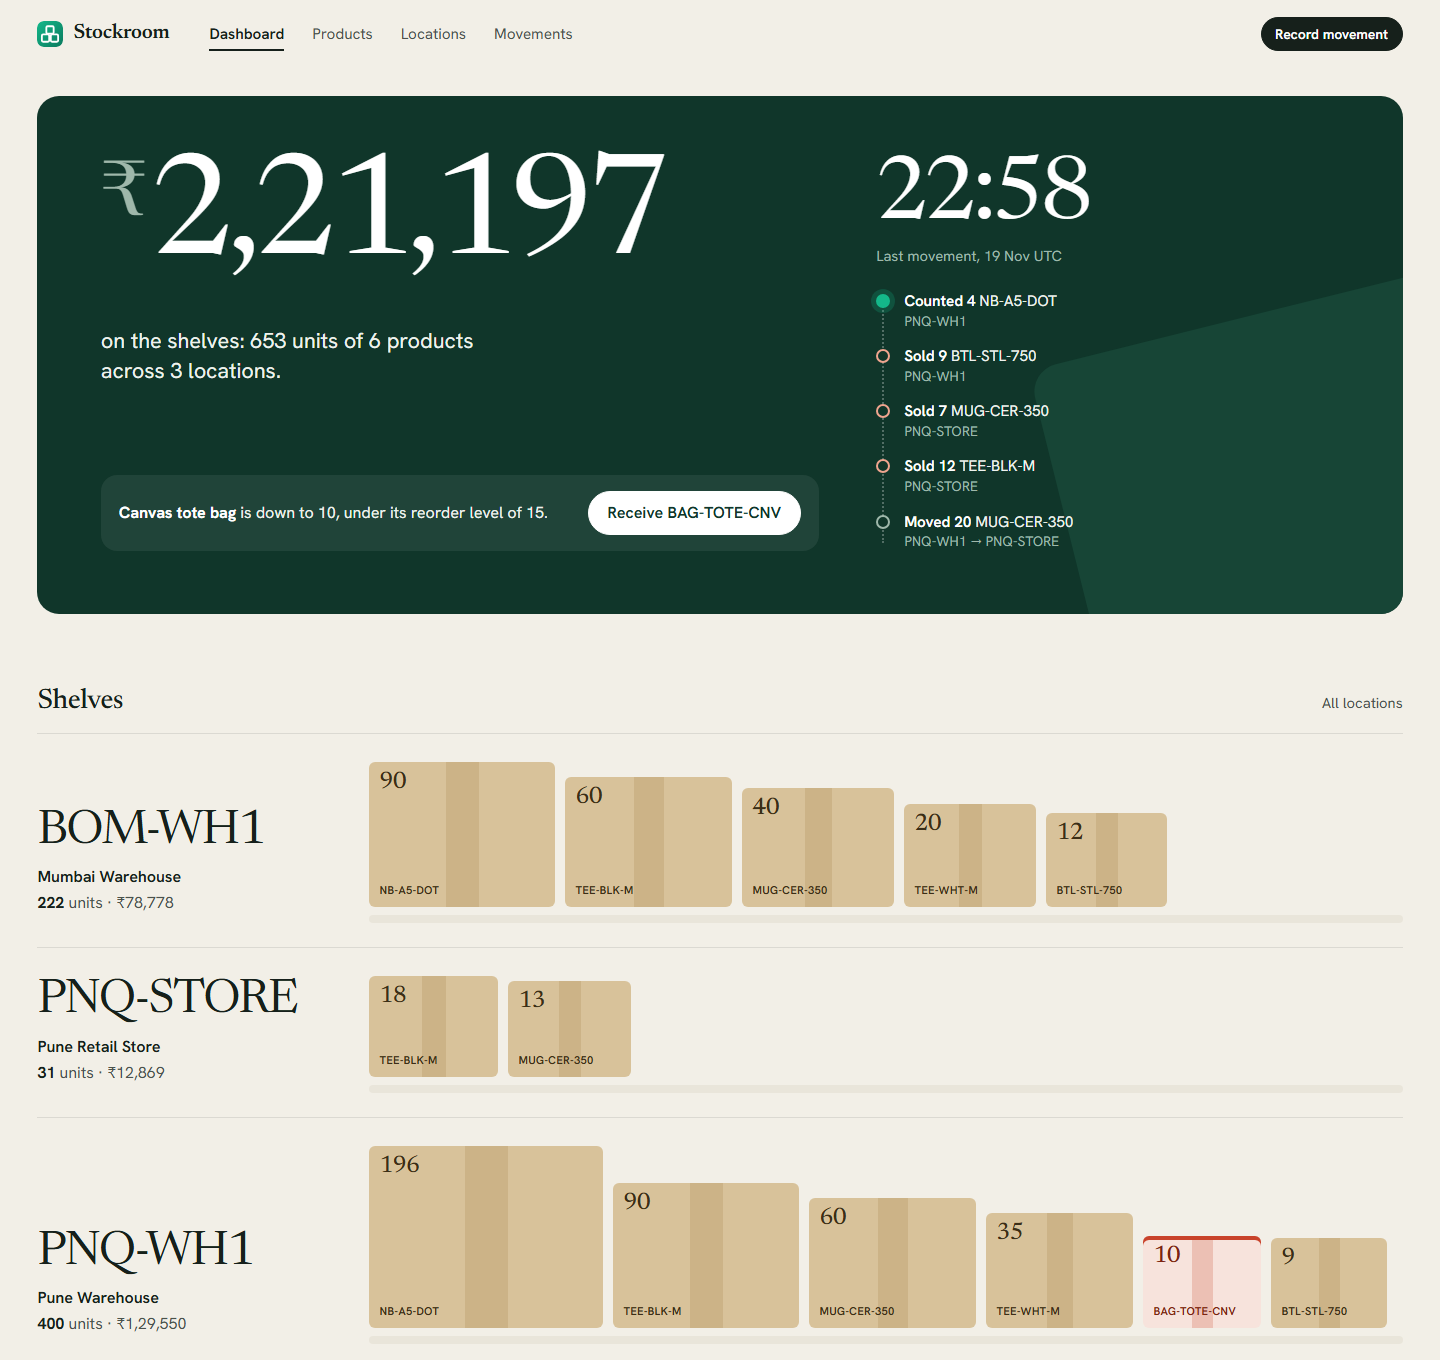 Stockroom
Dashboard
Products
Locations
Movements
Record movement
₹2,21,197
on the shelves: 653 units of 6 products
across 3 locations.
Canvas tote bag is down to 10, under its reorder level of 15.
Receive BAG-TOTE-CNV
22:58
Last movement, 19 Nov UTC
Counted 4 NB-A5-DOT
PNQ-WH1
Sold 9 BTL-STL-750
PNQ-WH1
Sold 7 MUG-CER-350
PNQ-STORE
Sold 12 TEE-BLK-M
PNQ-STORE
Moved 20 MUG-CER-350
PNQ-WH1 → PNQ-STORE
Shelves
All locations
BOM-WH1
Mumbai Warehouse
222 units · ₹78,778
90
NB-A5-DOT
60
TEE-BLK-M
40
MUG-CER-350
20
TEE-WHT-M
12
BTL-STL-750
PNQ-STORE
Pune Retail Store
31 units · ₹12,869
18
TEE-BLK-M
13
MUG-CER-350
PNQ-WH1
Pune Warehouse
400 units · ₹1,29,550
196
NB-A5-DOT
90
TEE-BLK-M
60
MUG-CER-350
35
TEE-WHT-M
10
BAG-TOTE-CNV
9
BTL-STL-750